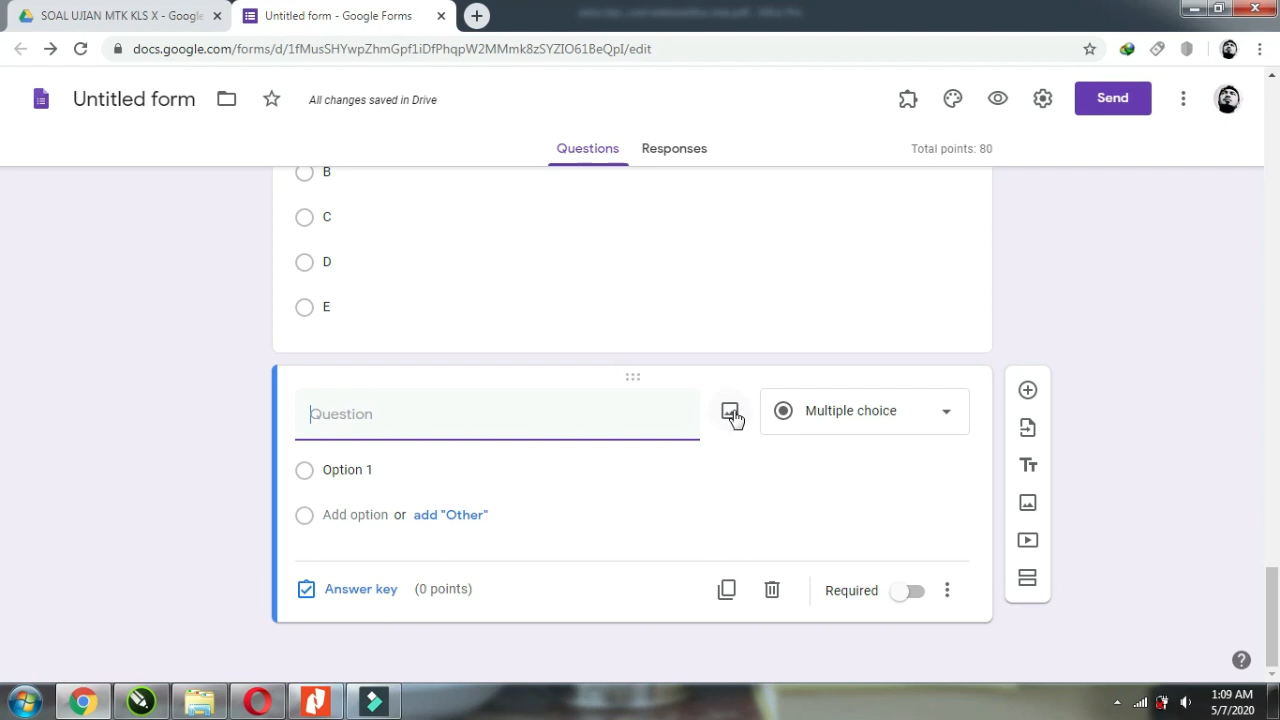 SOAL UJIAN MTK KLS X - Google
Untitled form - Google Forms
docs.google.com/forms/d/1fMusSHYwpZhmGpf1iDfPhqpW2MMmk8zSYZIO61BeQpI/edit
Untitled form
All changes saved in Drive
Send
Questions
Responses
Total points: 80
B
C
D
E
Question
Multiple choice
Option 1
Add option or add "Other"
Answer key (0 points)
Required
1:09 AM
5/7/2020